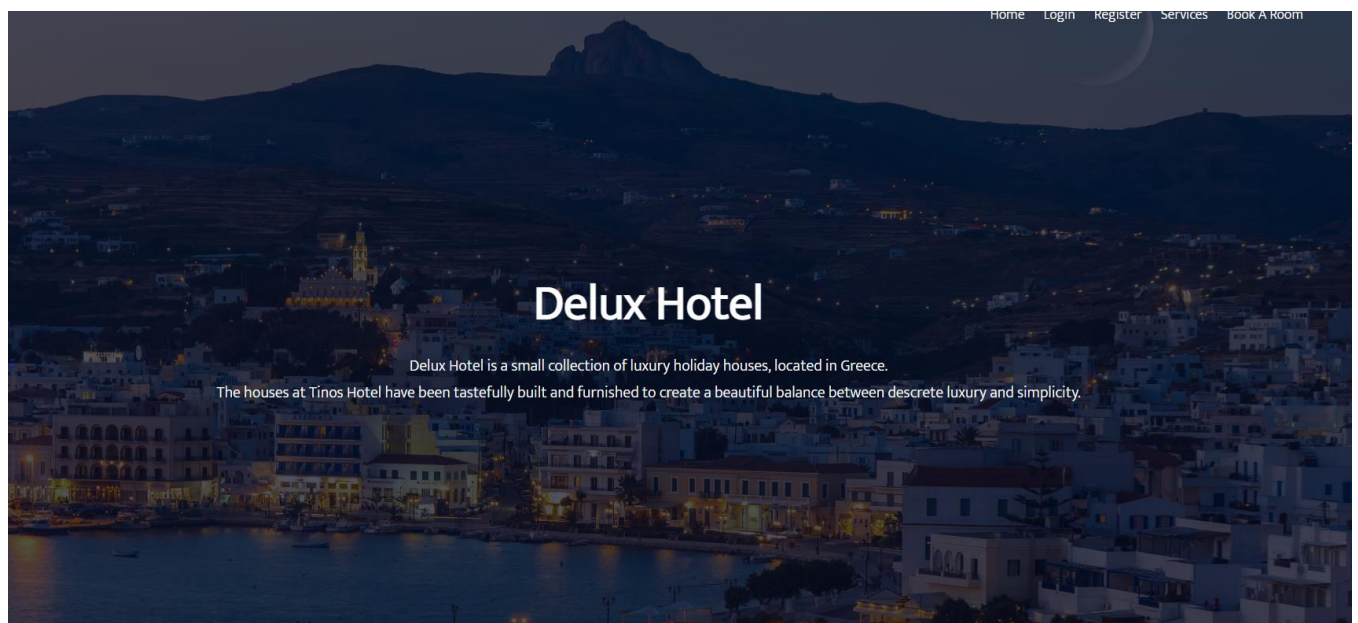 Home Login Register Services Book A Room
Delux Hotel
Delux Hotel is a small collection of luxury holiday houses, located in Greece.
The houses at Tinos Hotel have been tastefully built and furnished to create a beautiful balance between descrete luxury and simplicity.